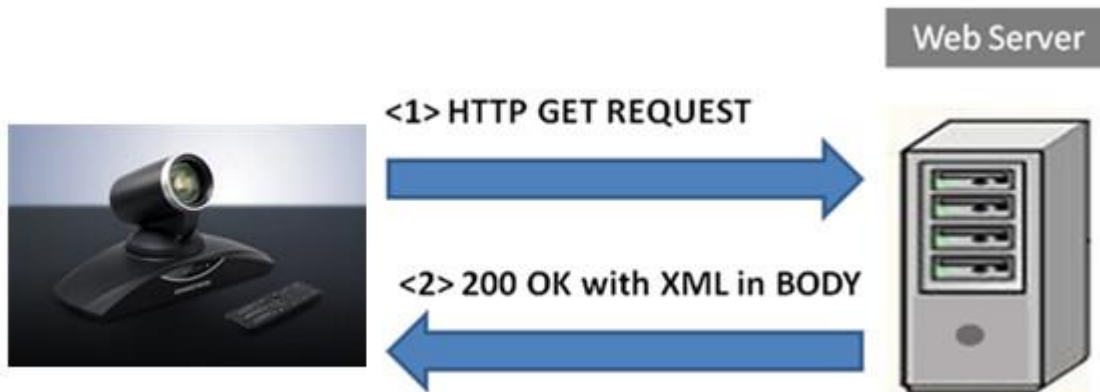 Web Server
<1> HTTP GET REQUEST
<2> 200 OK with XML in BODY